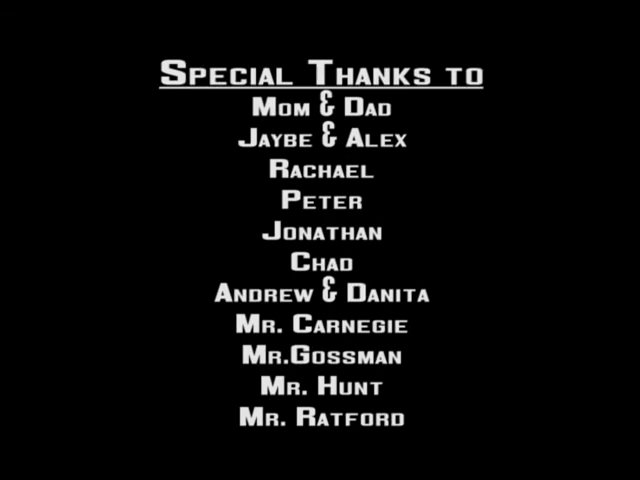 Special Thanks to
Mom & Dad
Jaybe & Alex
Rachael
Peter
Jonathan
Chad
Andrew & Danita
Mr. Carnegie
Mr.Gossman
Mr. Hunt
Mr. Ratford